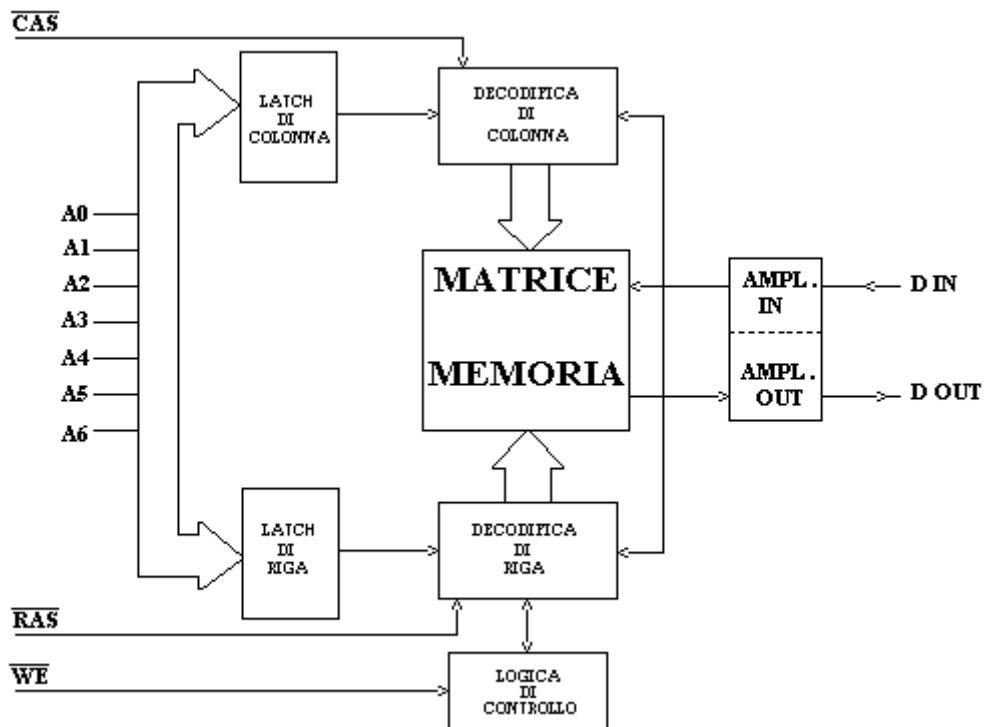 CAS
LATCH
DI
COLONNA
DECODIFICA
DI
COLONNA
A0
A1
A2
A3
A4
A5
A6
MATRICE
MEMORIA
AMPL.
IN
D IN
AMPL.
OUT
D OUT
LATCH
DI
RIGA
DECODIFICA
DI
RIGA
RAS
WE
LOGICA
DI
CONTROLLO